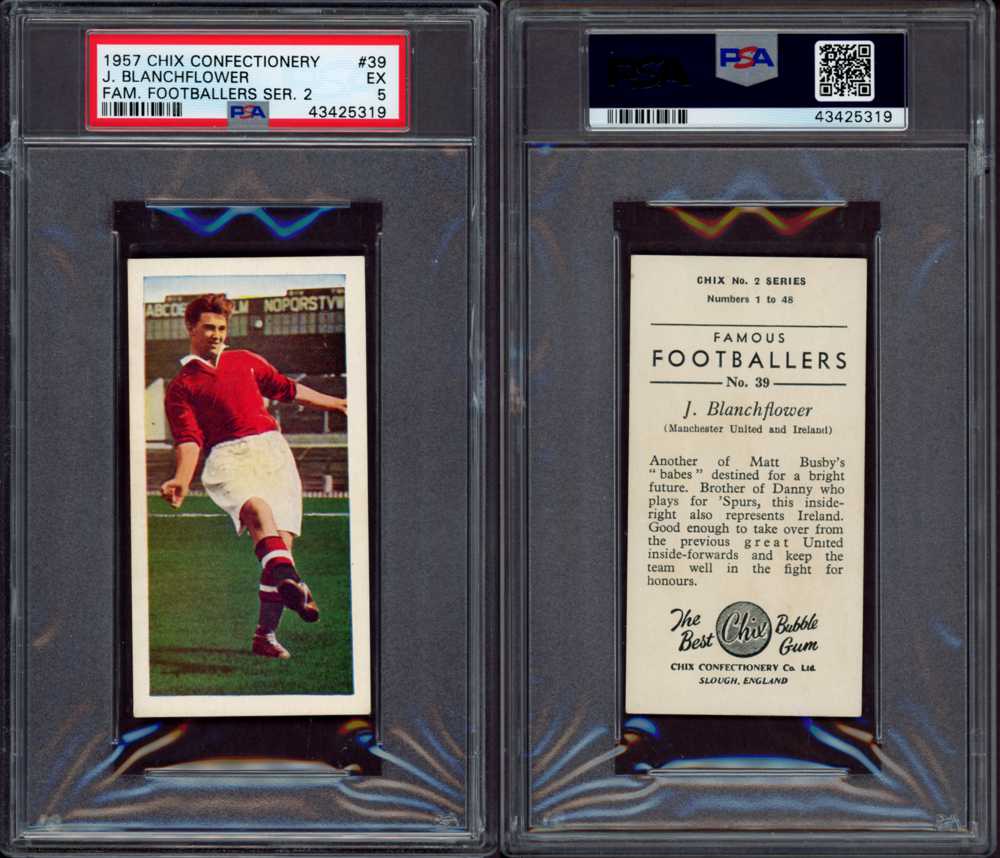 1957 CHIX CONFECTIONERY #39
J. BLANCHFLOWER EX
FAM. FOOTBALLERS SER. 2 5
PSA 43425319
ABCDE LM NOPQRSTVW
PSA
PSA
43425319
CHIX No. 2 SERIES
Numbers 1 to 48
FAMOUS
FOOTBALLERS
No. 39
J. Blanchflower
(Manchester United and Ireland)
Another of Matt Busby's
"babes" destined for a bright
future. Brother of Danny who
plays for 'Spurs, this inside-
right also represents Ireland.
Good enough to take over from
the previous great United
inside-forwards and keep the
team well in the fight for
honours.
The Best Chix Bubble Gum
CHIX CONFECTIONERY Co. Ltd.
SLOUGH, ENGLAND